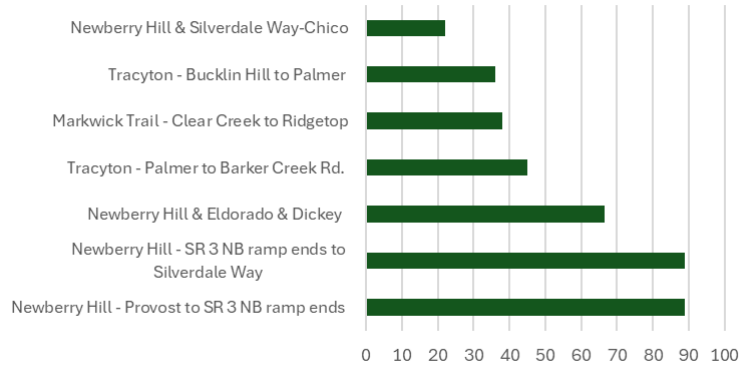 Newberry Hill & Silverdale Way-Chico
Tracyton - Bucklin Hill to Palmer
Markwick Trail - Clear Creek to Ridgetop
Tracyton - Palmer to Barker Creek Rd.
Newberry Hill & Eldorado & Dickey
Newberry Hill - SR 3 NB ramp ends to
Silverdale Way
Newberry Hill - Provost to SR 3 NB ramp ends
0 10 20 30 40 50 60 70 80 90 100